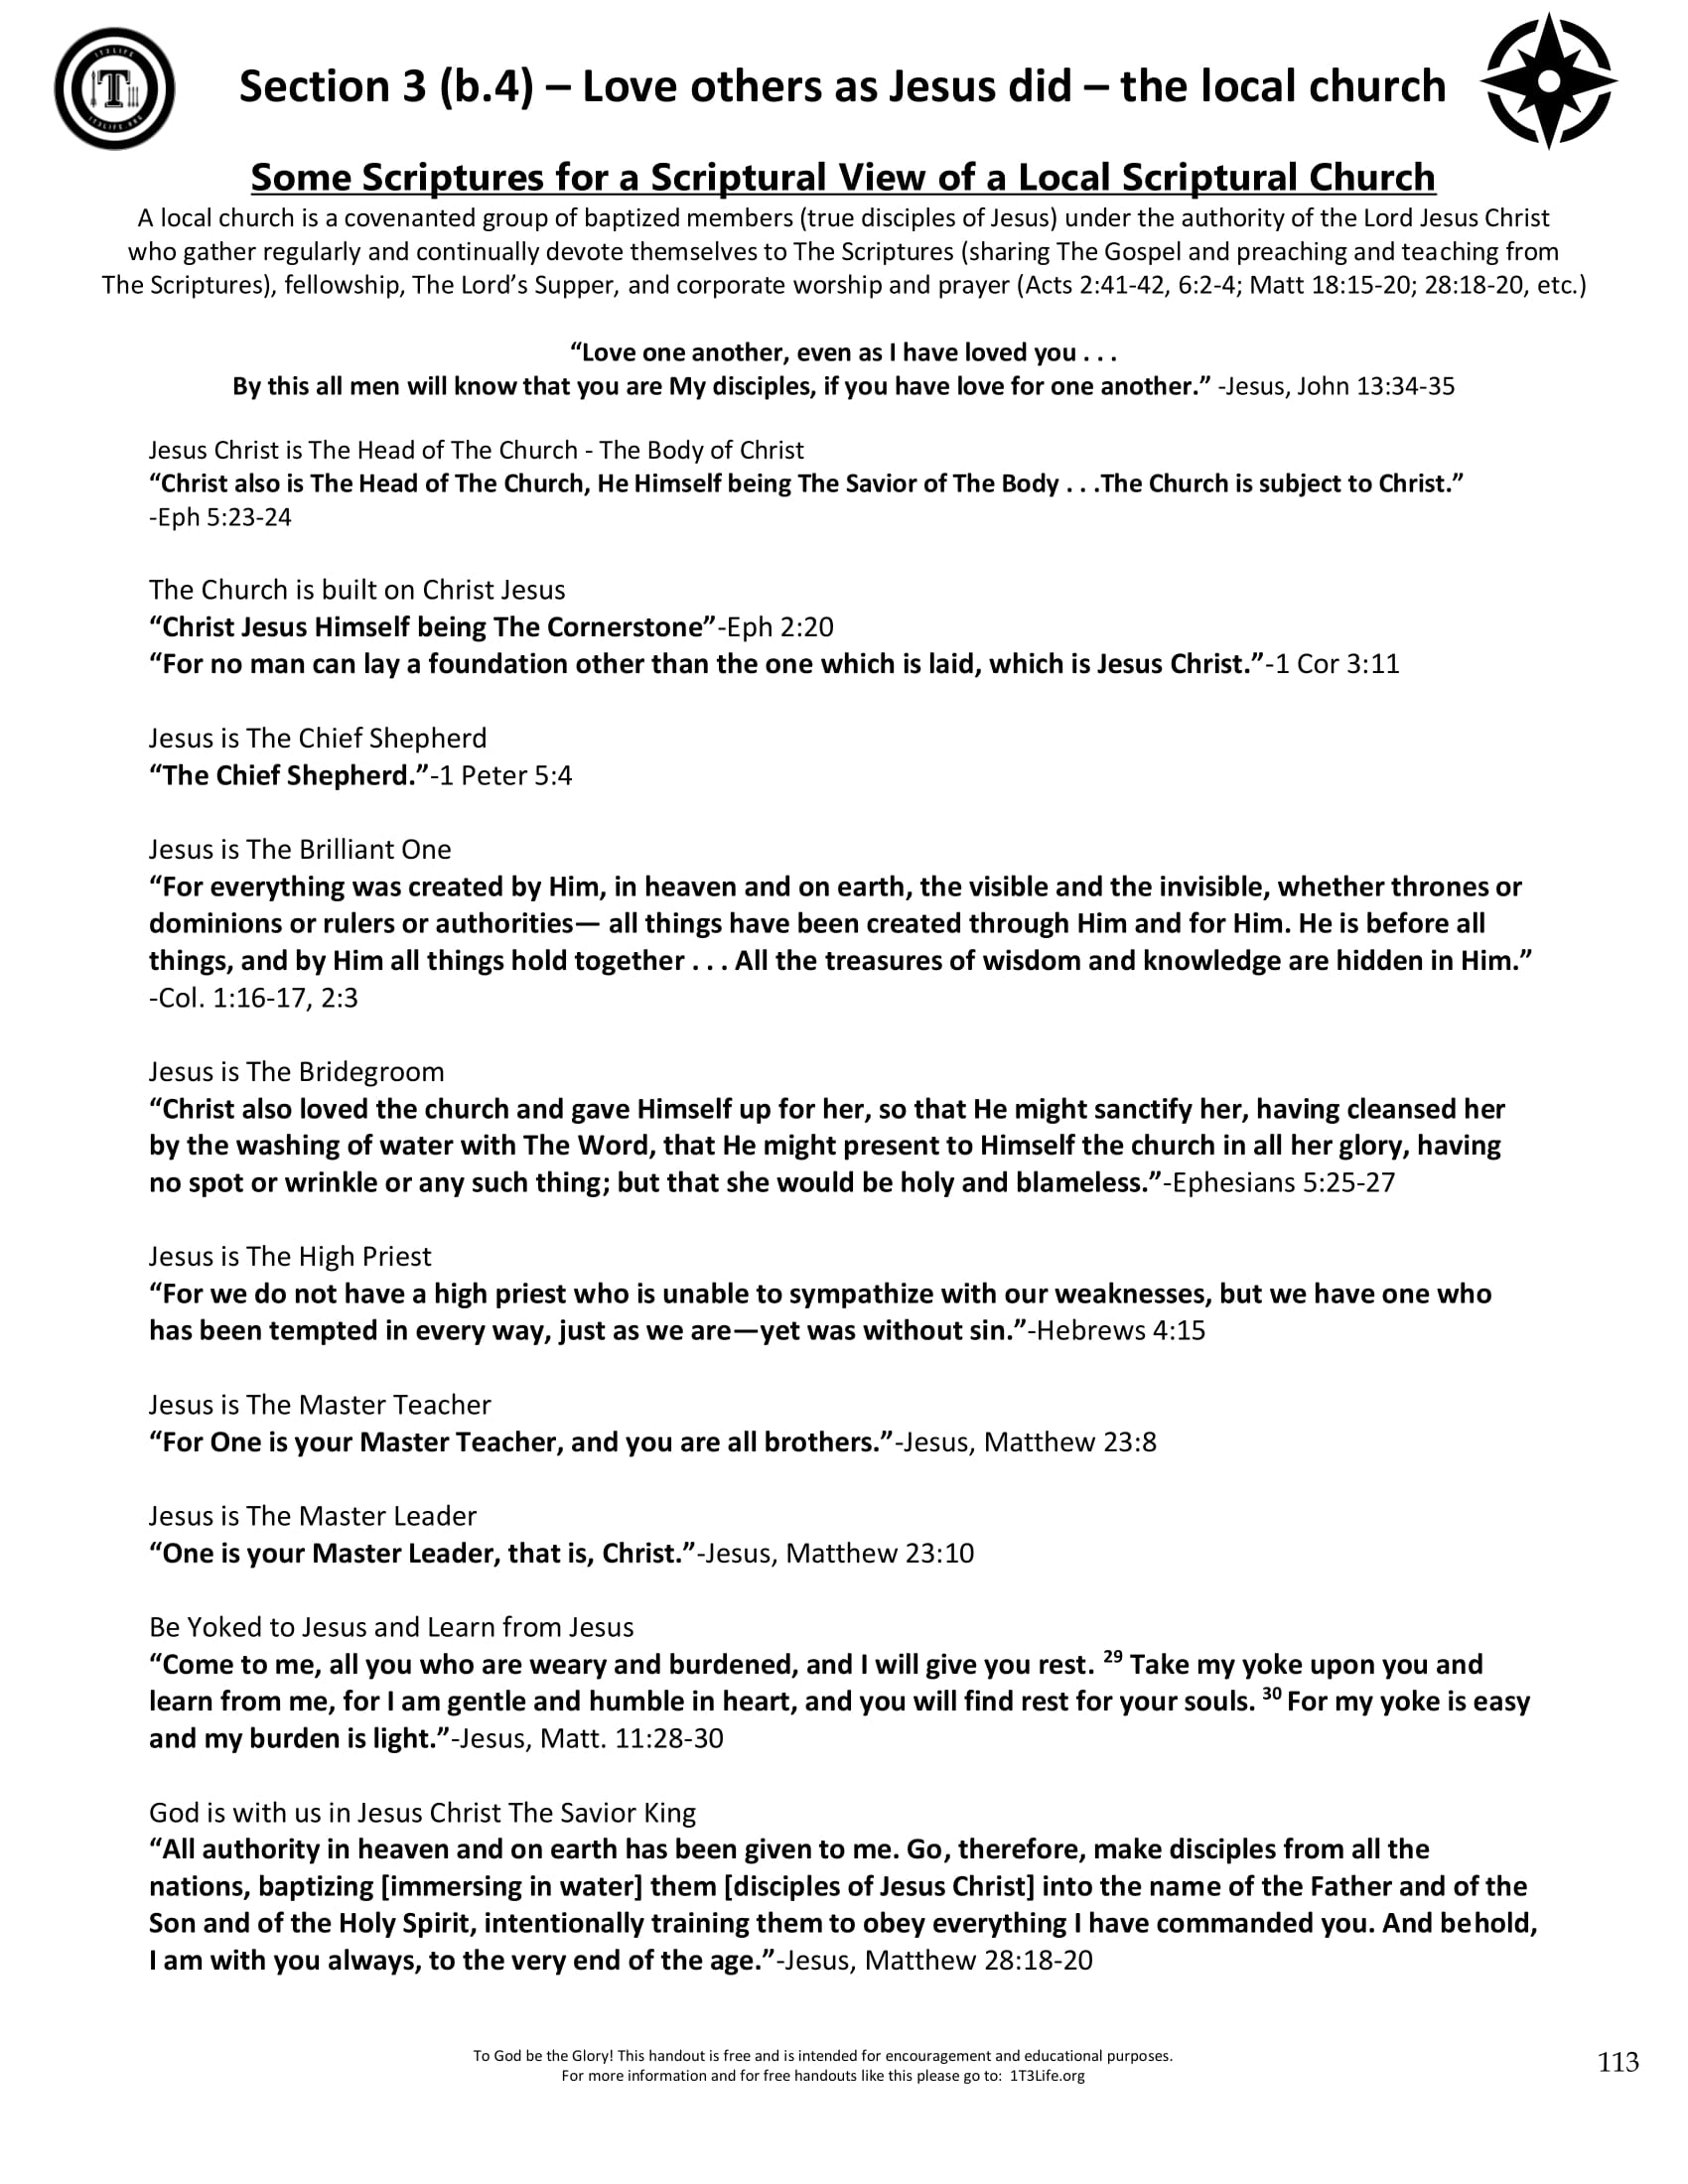 1T3LIFE
T
1T3LIFE.ORG
Section 3 (b.4) – Love others as Jesus did – the local church
Some Scriptures for a Scriptural View of a Local Scriptural Church
A local church is a covenanted group of baptized members (true disciples of Jesus) under the authority of the Lord Jesus Christ
who gather regularly and continually devote themselves to The Scriptures (sharing The Gospel and preaching and teaching from
The Scriptures), fellowship, The Lord’s Supper, and corporate worship and prayer (Acts 2:41-42, 6:2-4; Matt 18:15-20; 28:18-20, etc.)
“Love one another, even as I have loved you . . .
By this all men will know that you are My disciples, if you have love for one another.” -Jesus, John 13:34-35
Jesus Christ is The Head of The Church - The Body of Christ
“Christ also is The Head of The Church, He Himself being The Savior of The Body . . .The Church is subject to Christ.”
-Eph 5:23-24
The Church is built on Christ Jesus
“Christ Jesus Himself being The Cornerstone”-Eph 2:20
“For no man can lay a foundation other than the one which is laid, which is Jesus Christ.”-1 Cor 3:11
Jesus is The Chief Shepherd
“The Chief Shepherd.”-1 Peter 5:4
Jesus is The Brilliant One
“For everything was created by Him, in heaven and on earth, the visible and the invisible, whether thrones or
dominions or rulers or authorities— all things have been created through Him and for Him. He is before all
things, and by Him all things hold together . . . All the treasures of wisdom and knowledge are hidden in Him.”
-Col. 1:16-17, 2:3
Jesus is The Bridegroom
“Christ also loved the church and gave Himself up for her, so that He might sanctify her, having cleansed her
by the washing of water with The Word, that He might present to Himself the church in all her glory, having
no spot or wrinkle or any such thing; but that she would be holy and blameless.”-Ephesians 5:25-27
Jesus is The High Priest
“For we do not have a high priest who is unable to sympathize with our weaknesses, but we have one who
has been tempted in every way, just as we are—yet was without sin.”-Hebrews 4:15
Jesus is The Master Teacher
“For One is your Master Teacher, and you are all brothers.”-Jesus, Matthew 23:8
Jesus is The Master Leader
“One is your Master Leader, that is, Christ.”-Jesus, Matthew 23:10
Be Yoked to Jesus and Learn from Jesus
“Come to me, all you who are weary and burdened, and I will give you rest. 29 Take my yoke upon you and
learn from me, for I am gentle and humble in heart, and you will find rest for your souls. 30 For my yoke is easy
and my burden is light.”-Jesus, Matt. 11:28-30
God is with us in Jesus Christ The Savior King
“All authority in heaven and on earth has been given to me. Go, therefore, make disciples from all the
nations, baptizing [immersing in water] them [disciples of Jesus Christ] into the name of the Father and of the
Son and of the Holy Spirit, intentionally training them to obey everything I have commanded you. And behold,
I am with you always, to the very end of the age.”-Jesus, Matthew 28:18-20
To God be the Glory! This handout is free and is intended for encouragement and educational purposes.
For more information and for free handouts like this please go to: 1T3Life.org
113